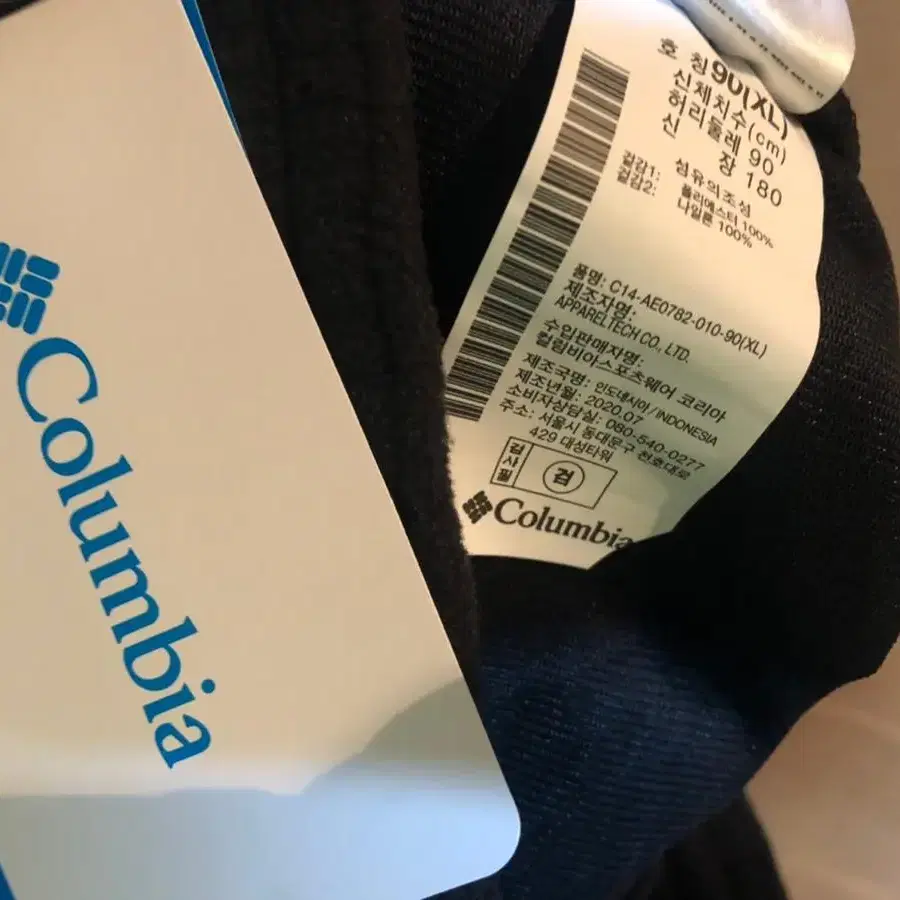 Columbia
호 칭 90(XL)
신체치수(cm)
허리둘레 90
신 장 180
섬유의조성
겉감1: 폴리에스터 100%
겉감2: 나일론 100%
품명: C14-AE0782-010-90(XL)
제조자명:
APPARELTECH CO., LTD.
수입판매자명:
컬럼비아스포츠웨어 코리아
제조국명: 인도네시아/INDONESIA
제조년월: 2020.07
소비자상담실: 080-540-0277
주소: 서울시 동대문구 천호대로
429 대성타워
검사필 검
Columbia